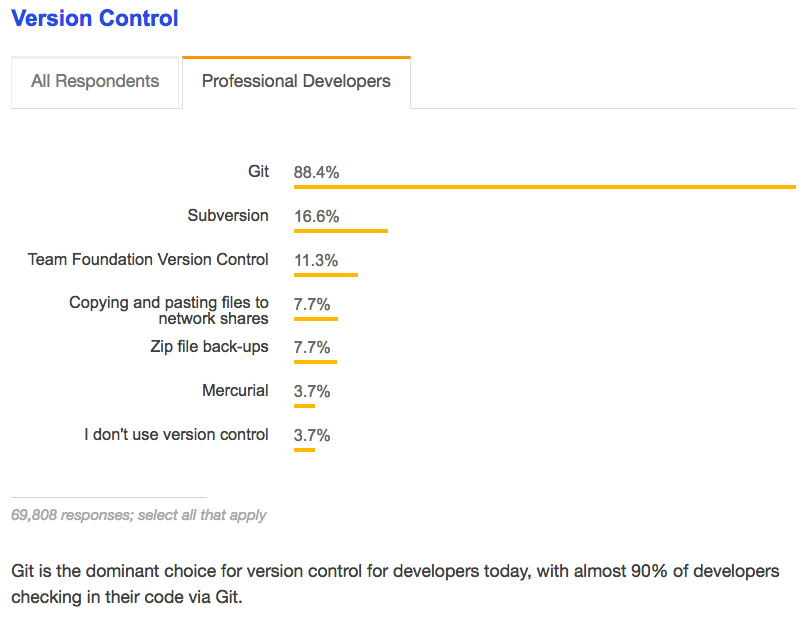 Version Control
All Respondents
Professional Developers
Git 88.4%
Subversion 16.6%
Team Foundation Version Control 11.3%
Copying and pasting files to
network shares 7.7%
Zip file back-ups 7.7%
Mercurial 3.7%
I don't use version control 3.7%
69,808 responses; select all that apply
Git is the dominant choice for version control for developers today, with almost 90% of developers
checking in their code via Git.